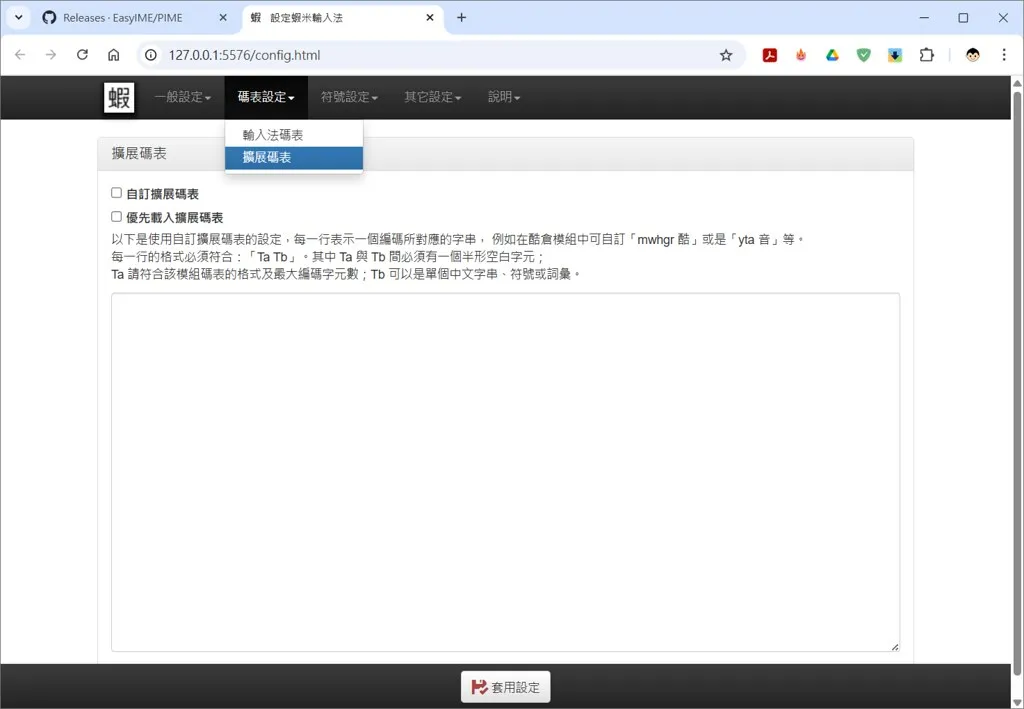 Releases · EasyIME/PIME
蝦 設定蝦米輸入法
127.0.0.1:5576/config.html
蝦
一般設定
碼表設定
符號設定
其它設定
說明
輸入法碼表
擴展碼表
擴展碼表
自訂擴展碼表
優先載入擴展碼表
以下是使用自訂擴展碼表的設定，每一行表示一個編碼所對應的字串， 例如在酷倉模組中可自訂「mwhgr 酷」或是「yta 音」等。
每一行的格式必須符合：「Ta Tb」。其中 Ta 與 Tb 間必須有一個半形空白字元；
Ta 請符合該模組碼表的格式及最大編碼字元數；Tb 可以是單個中文字串、符號或詞彙。
套用設定